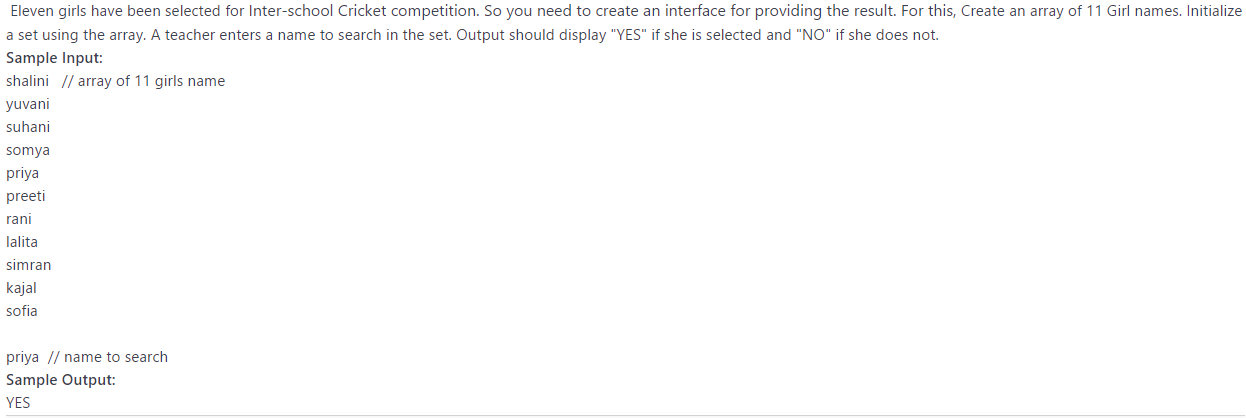 Eleven girls have been selected for Inter-school Cricket competition. So you need to create an interface for providing the result. For this, Create an array of 11 Girl names. Initialize
a set using the array. A teacher enters a name to search in the set. Output should display "YES" if she is selected and "NO" if she does not.
Sample Input:
shalini // array of 11 girls name
yuvani
suhani
somya
priya
preeti
rani
lalita
simran
kajal
sofia
priya // name to search
Sample Output:
YES